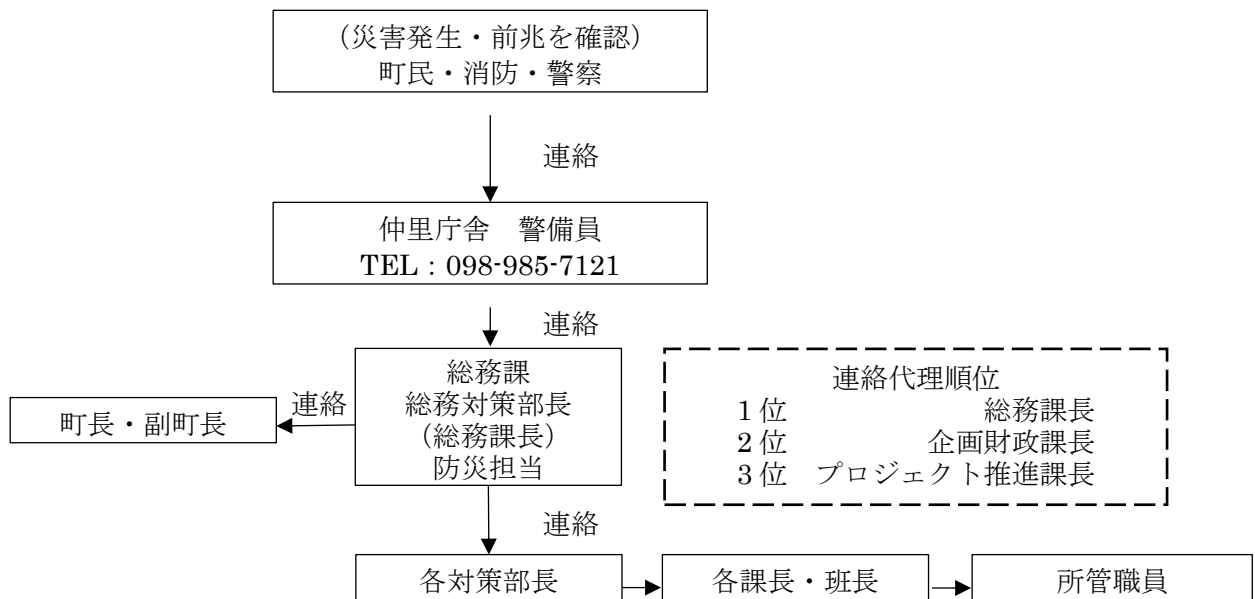 （災害発生・前兆を確認）
町民・消防・警察
連絡
仲里庁舎　警備員
TEL：098-985-7121
連絡
総務課
総務対策部長
（総務課長）
防災担当
連絡
町長・副町長
連絡代理順位
1位　総務課長
2位　企画財政課長
3位　プロジェクト推進課長
連絡
各対策部長
各課長・班長
所管職員